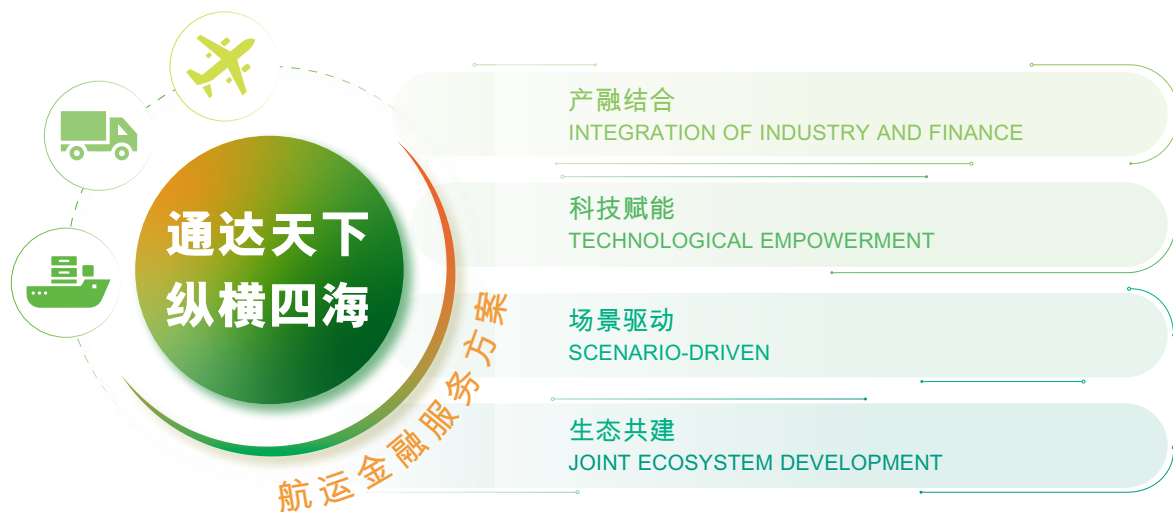 通达天下
纵横四海
航运金融服务方案
产融结合
INTEGRATION OF INDUSTRY AND FINANCE
科技赋能
TECHNOLOGICAL EMPOWERMENT
场景驱动
SCENARIO-DRIVEN
生态共建
JOINT ECOSYSTEM DEVELOPMENT